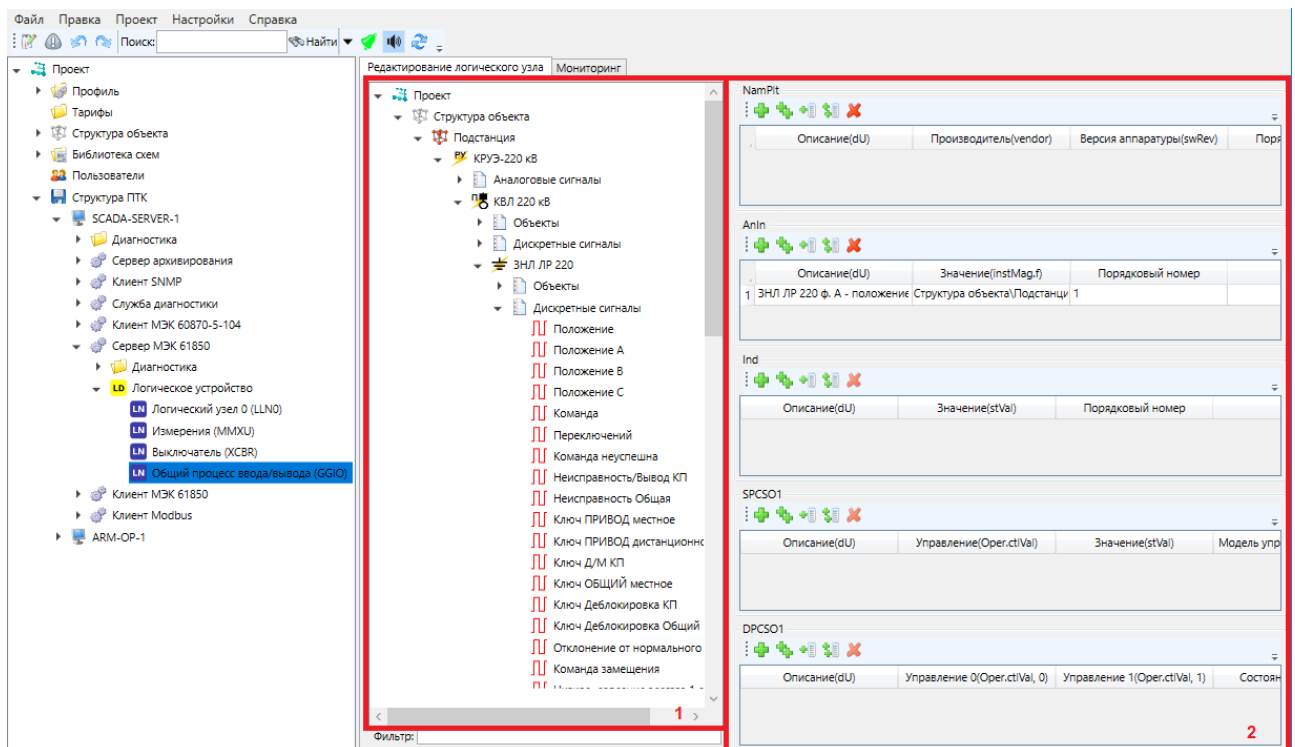 Файл Правка Проект Настройки Справка
Поиск: Найти
Проект
Профиль
Тарифы
Структура объекта
Библиотека схем
Пользователи
Структура ПТК
SCADA-SERVER-1
Диагностика
Сервер архивирования
Клиент SNMP
Служба диагностики
Клиент МЭК 60870-5-104
Сервер МЭК 61850
Диагностика
LD Логическое устройство
LN Логический узел 0 (LLN0)
LN Измерения (MMXU)
LN Выключатель (XCBR)
LN Общий процесс ввода/вывода (GGIO)
Клиент МЭК 61850
Клиент Modbus
ARM-OP-1
Редактирование логического узла Мониторинг
Проект
Структура объекта
Подстанция
РУ КРУЭ-220 кВ
Аналоговые сигналы
КВЛ 220 кВ
Объекты
Дискретные сигналы
ЗНЛ ЛР 220
Объекты
Дискретные сигналы
Положение
Положение А
Положение В
Положение С
Команда
Переключений
Команда неуспешна
Неисправность/Вывод КП
Неисправность Общая
Ключ ПРИВОД местное
Ключ ПРИВОД дистанционно
Ключ Д/М КП
Ключ ОБЩИЙ местное
Ключ Деблокировка КП
Ключ Деблокировка Общий
Отклонение от нормального
Команда замещения
1
Фильтр:
NamPlt
Описание(dU) Производитель(vendor) Версия аппаратуры(swRev) Поря
AnIn
Описание(dU) Значение(instMag.f) Порядковый номер
1 ЗНЛ ЛР 220 ф. А - положение Структура объекта\Подстанци 1
Ind
Описание(dU) Значение(stVal) Порядковый номер
SPCSO1
Описание(dU) Управление(Oper.ctlVal) Значение(stVal) Модель упр
DPCSO1
Описание(dU) Управление 0(Oper.ctlVal, 0) Управление 1(Oper.ctlVal, 1) Состоян
2